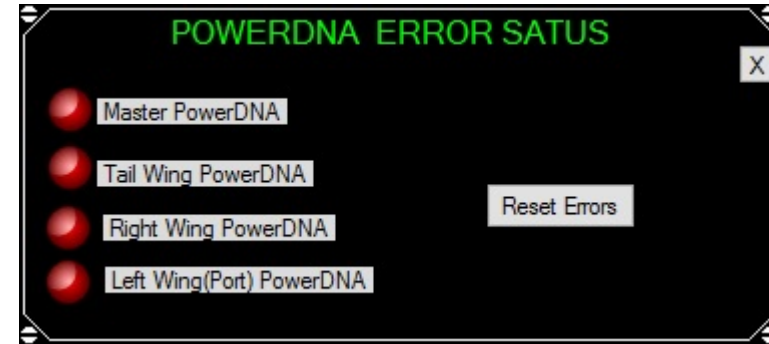 POWERDNA ERROR SATUS
X
Master PowerDNA
Tail Wing PowerDNA
Reset Errors
Right Wing PowerDNA
Left Wing(Port) PowerDNA